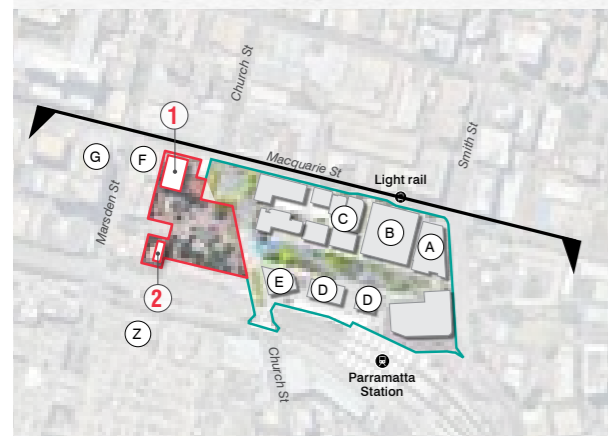 Church St
1
Macquarie St
Smith St
G
F
Light rail
Marsden St
C
B
A
E
D
D
2
Z
Church St
Parramatta
Station